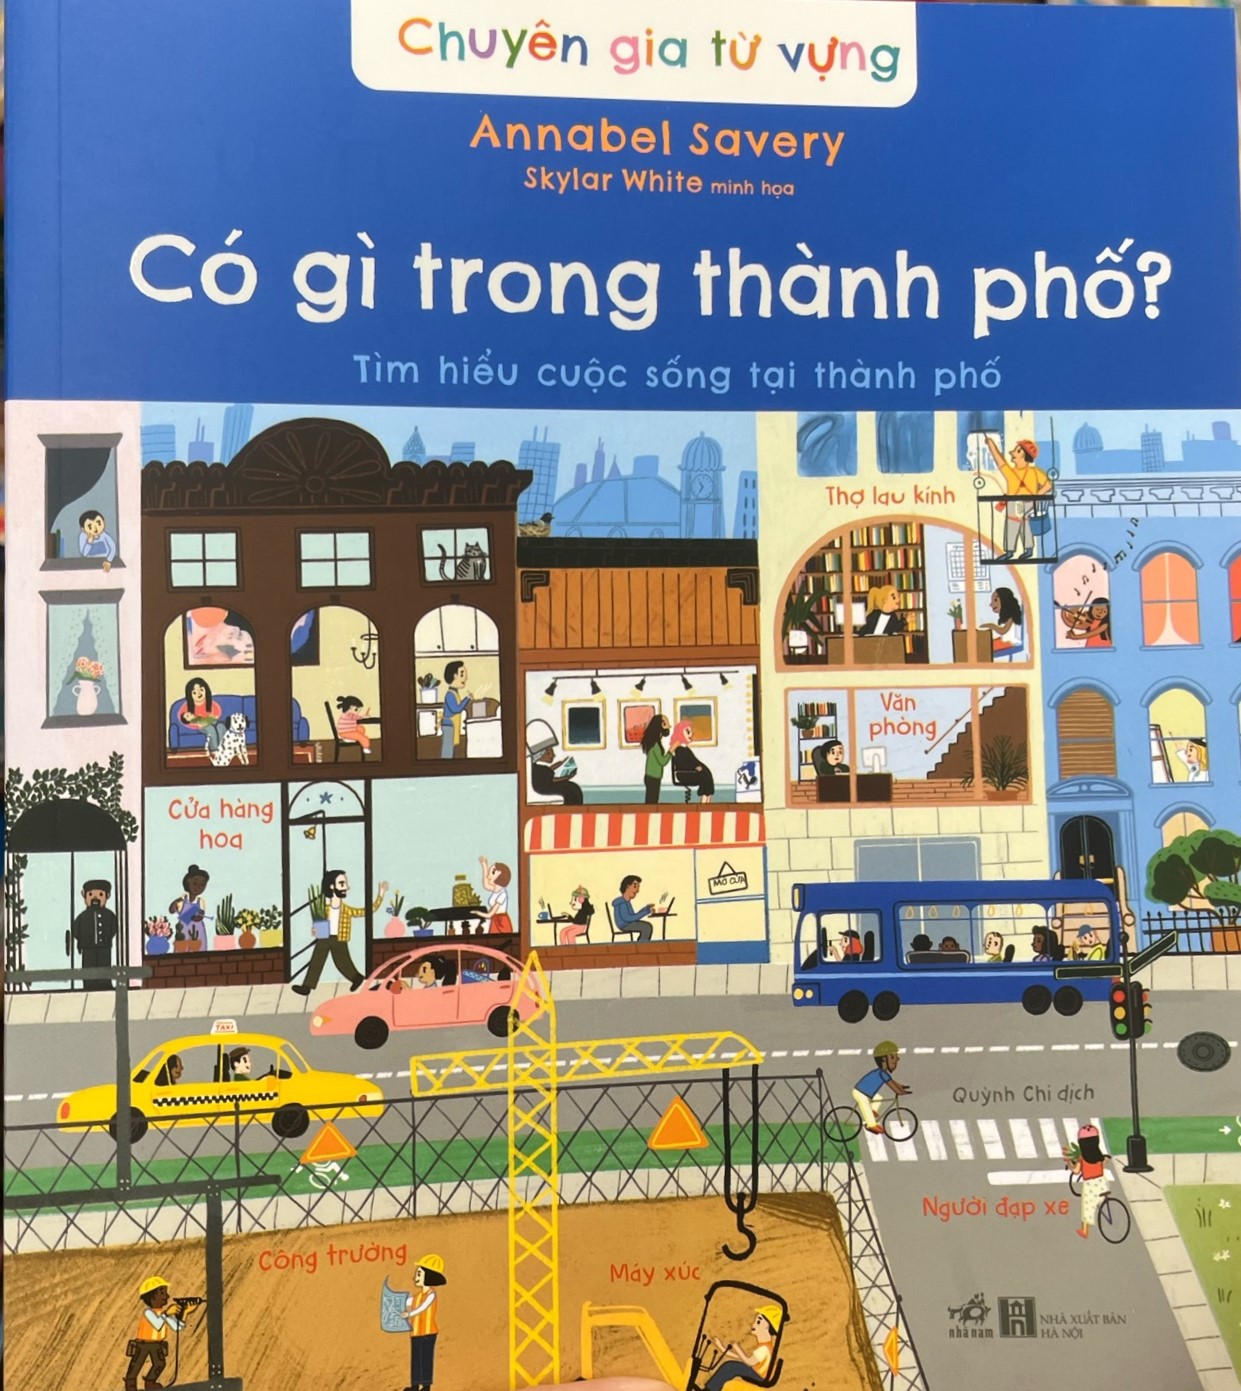 Chuyên gia từ vựng
Annabel Savery
Skylar White minh họa
Có gì trong thành phố?
Tìm hiểu cuộc sống tại thành phố
Thợ lau kính
Văn
phòng
Cửa hàng
hoa
MỞ CỬA
TAXI
Quỳnh Chi dịch
Người đạp xe
Công trường
Máy xúc
nhã nam
NHÀ XUẤT BẢN
HÀ NỘI